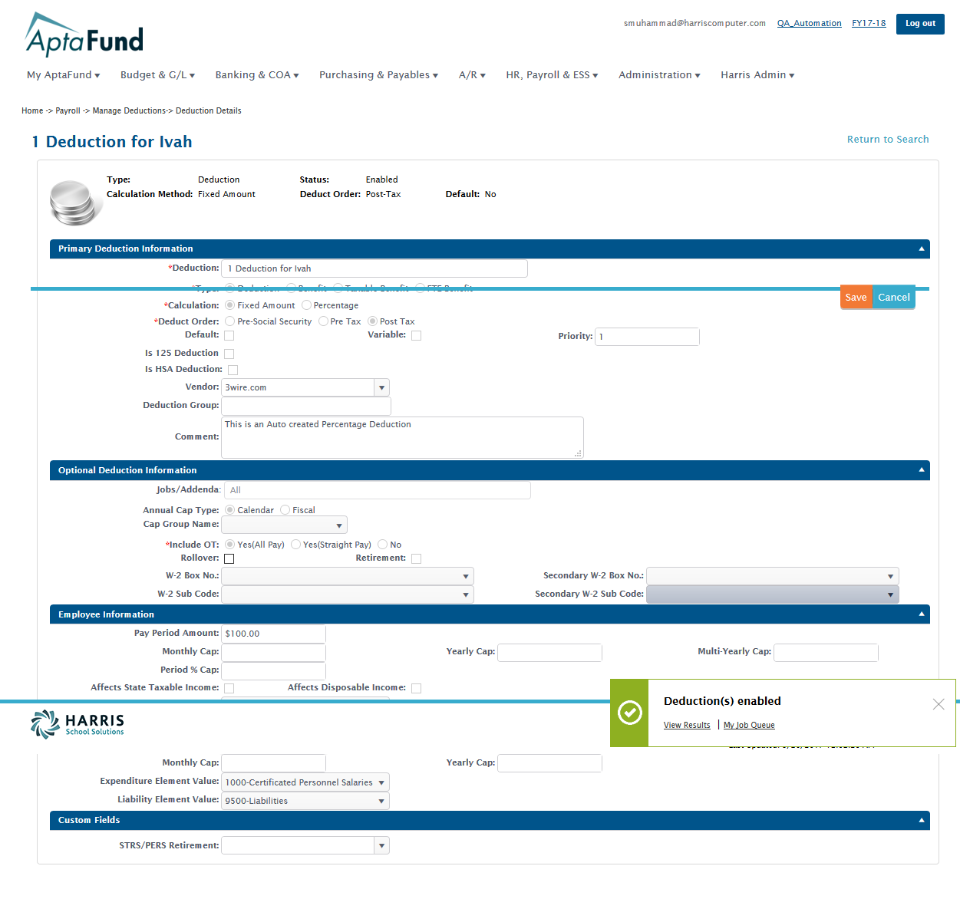 AptaFund
smuhammad@harriscomputer.com QA_Automation FY17-18 Log out
My AptaFund Budget & G/L Banking & COA Purchasing & Payables A/R HR, Payroll & ESS Administration Harris Admin
Home -> Payroll -> Manage Deductions-> Deduction Details
1 Deduction for Ivah Return to Search
Type: Deduction Status: Enabled
Calculation Method: Fixed Amount Deduct Order: Post-Tax Default: No
Primary Deduction Information
*Deduction: 1 Deduction for Ivah
*Type: Deduction Benefit Taxable Benefit
Save Cancel
*Calculation: Fixed Amount Percentage
*Deduct Order: Pre-Social Security Pre Tax Post Tax
Default: Variable: Priority: 1
Is 125 Deduction
Is HSA Deduction:
Vendor: 3wire.com
Deduction Group:
Comment: This is an Auto created Percentage Deduction
Optional Deduction Information
Jobs/Addenda: All
Annual Cap Type: Calendar Fiscal
Cap Group Name:
*Include OT: Yes(All Pay) Yes(Straight Pay) No
Rollover: Retirement:
W-2 Box No.: Secondary W-2 Box No.:
W-2 Sub Code: Secondary W-2 Sub Code:
Employee Information
Pay Period Amount: $100.00
Monthly Cap: Yearly Cap: Multi-Yearly Cap:
Period % Cap:
Affects State Taxable Income: Affects Disposable Income:
HARRIS
School Solutions
Deduction(s) enabled
View Results | My Job Queue
Monthly Cap: Yearly Cap:
Expenditure Element Value: 1000-Certificated Personnel Salaries
Liability Element Value: 9500-Liabilities
Custom Fields
STRS/PERS Retirement: